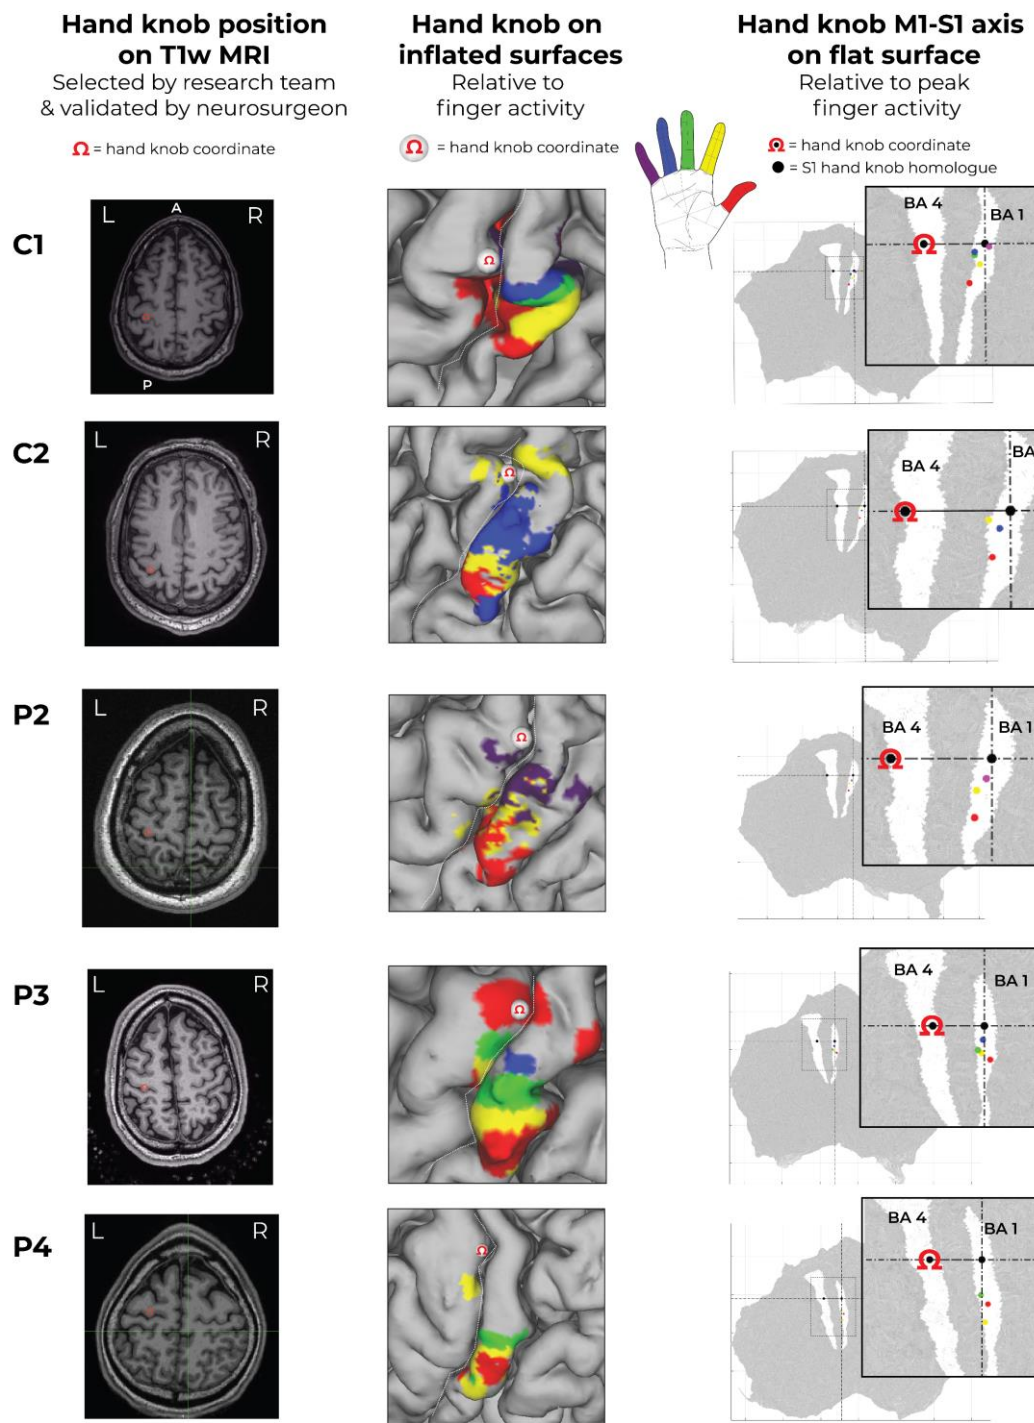 Hand knob position
on T1w MRI
Selected by research team
& validated by neurosurgeon
Ω = hand knob coordinate
Hand knob on
inflated surfaces
Relative to
finger activity
Ω = hand knob coordinate
Hand knob M1-S1 axis
on flat surface
Relative to peak
finger activity
Ω = hand knob coordinate
● = S1 hand knob homologue
C1
L
A
R
P
Ω
BA 4
BA 1
Ω
C2
L
R
Ω
BA 4
BA
Ω
P2
L
R
Ω
BA 4
BA 1
Ω
P3
L
R
Ω
BA 4
BA 1
Ω
P4
L
R
Ω
BA 4
BA 1
Ω